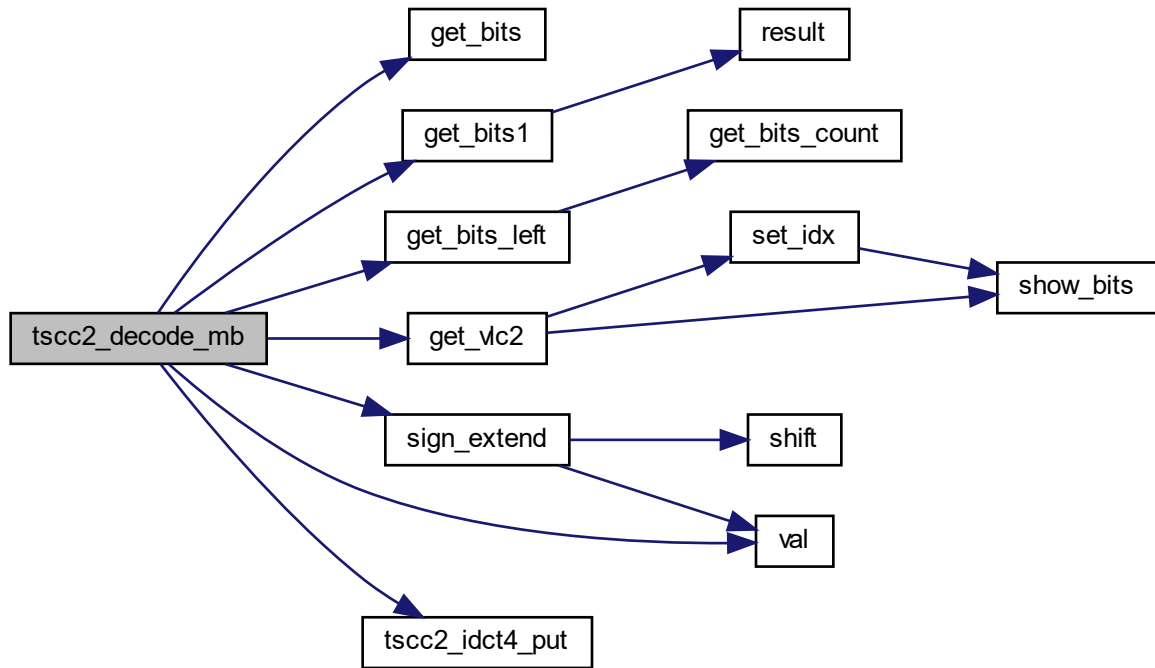 get_bits
result
get_bits1
get_bits_count
get_bits_left
set_idx
show_bits
tscc2_decode_mb
get_vlc2
sign_extend
shift
val
tscc2_idct4_put